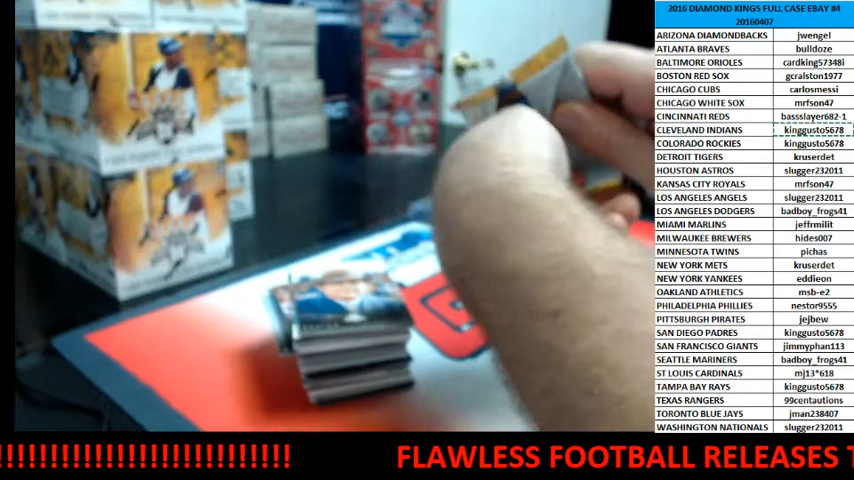 2016 DIAMOND KINGS FULL CASE EBAY #4
20160407
ARIZONA DIAMONDBACKS jwengel
ATLANTA BRAVES bulldoze
BALTIMORE ORIOLES cardking57348i
BOSTON RED SOX gcralston1977
CHICAGO CUBS carlosmessi
CHICAGO WHITE SOX mrfson47
CINCINNATI REDS bassslayer682-1
CLEVELAND INDIANS kinggusto5678
COLORADO ROCKIES kinggusto5678
DETROIT TIGERS kruserdet
HOUSTON ASTROS slugger232011
KANSAS CITY ROYALS mrfson47
LOS ANGELES ANGELS slugger232011
LOS ANGELES DODGERS badboy_frogs41
MIAMI MARLINS jeffrmilit
MILWAUKEE BREWERS hides007
MINNESOTA TWINS pichas
NEW YORK METS kruserdet
NEW YORK YANKEES eddieon
OAKLAND ATHLETICS msb-e2
PHILADELPHIA PHILLIES nestor9555
PITTSBURGH PIRATES jejbew
SAN DIEGO PADRES kinggusto5678
SAN FRANCISCO GIANTS jimmyphan113
SEATTLE MARINERS badboy_frogs41
ST LOUIS CARDINALS mj13*618
TAMPA BAY RAYS kinggusto5678
TEXAS RANGERS 99centautions
TORONTO BLUE JAYS jman238407
WASHINGTON NATIONALS slugger232011
!!!!!!!!!!!!!!!!!!!!!!!!!!!! FLAWLESS FOOTBALL RELEASES T